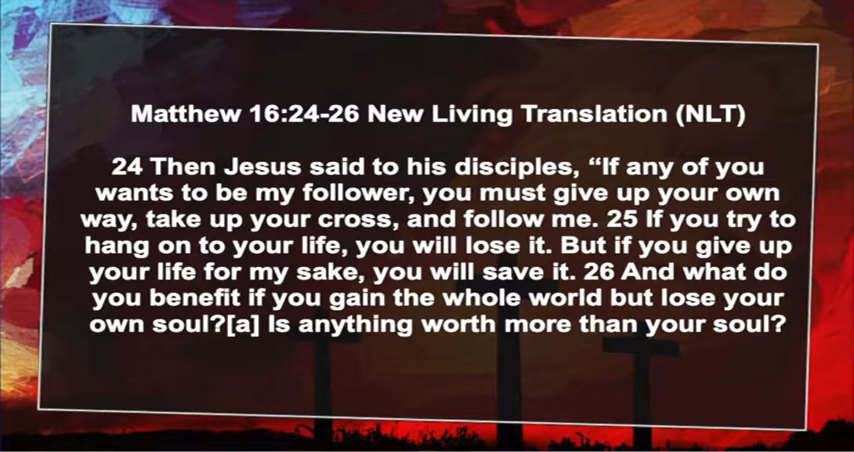 Matthew 16:24-26 New Living Translation (NLT)
24 Then Jesus said to his disciples, “If any of you
wants to be my follower, you must give up your own
way, take up your cross, and follow me. 25 If you try to
hang on to your life, you will lose it. But if you give up
your life for my sake, you will save it. 26 And what do
you benefit if you gain the whole world but lose your
own soul?[a] Is anything worth more than your soul?